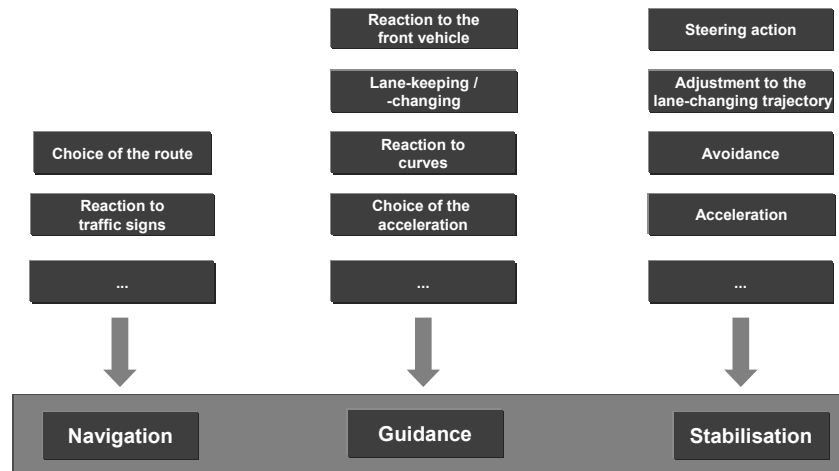 Reaction to the
front vehicle
Steering action
Lane-keeping /
-changing
Adjustment to the
lane-changing trajectory
Choice of the route
Reaction to
curves
Avoidance
Reaction to
traffic signs
Choice of the
acceleration
Acceleration
...
...
...
Navigation
Guidance
Stabilisation